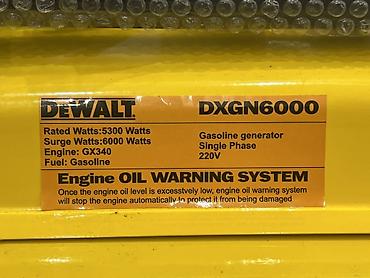 DEWALT DXGN6000
Rated Watts:5300 Watts
Surge Watts:6000 Watts
Engine: GX340
Fuel: Gasoline
Gasoline generator
Single Phase
220V
Engine OIL WARNING SYSTEM
Once the engine oil level is excesstvely low, engine oil warning system
will stop the engine automatically to protect it from being damaged